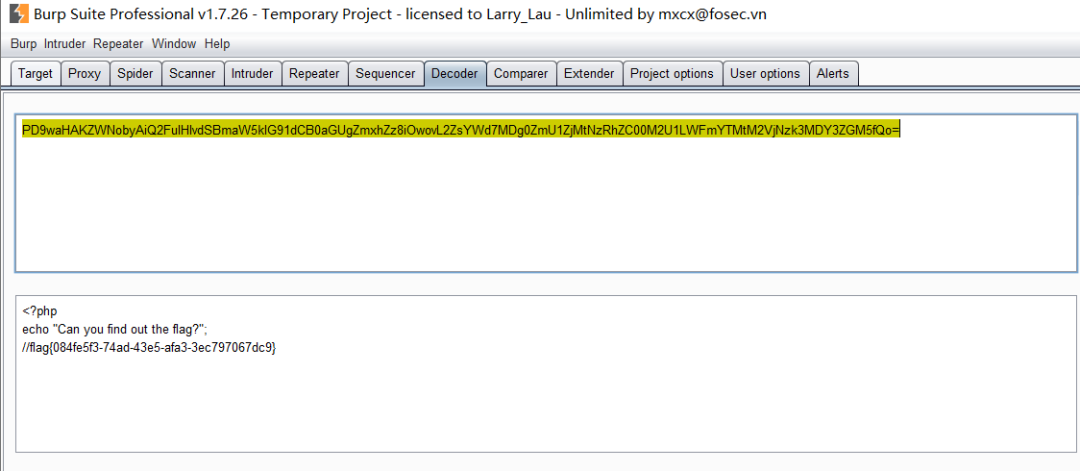 Burp Suite Professional v1.7.26 - Temporary Project - licensed to Larry_Lau - Unlimited by mxcx@fosec.vn
Burp Intruder Repeater Window Help
Target Proxy Spider Scanner Intruder Repeater Sequencer Decoder Comparer Extender Project options User options Alerts
PD9waHAKZWNobyAiQ2FuIHlvdSBmaW5kIG91dCB0aGUgZmxhZz8iOwovL2ZsYWd7MDg0ZmU1ZjMtNzRhZC00M2U1LWFmYTMtM2VjNzk3MDY3ZGM5fQo=
<?php
echo "Can you find out the flag?";
//flag{084fe5f3-74ad-43e5-afa3-3ec797067dc9}